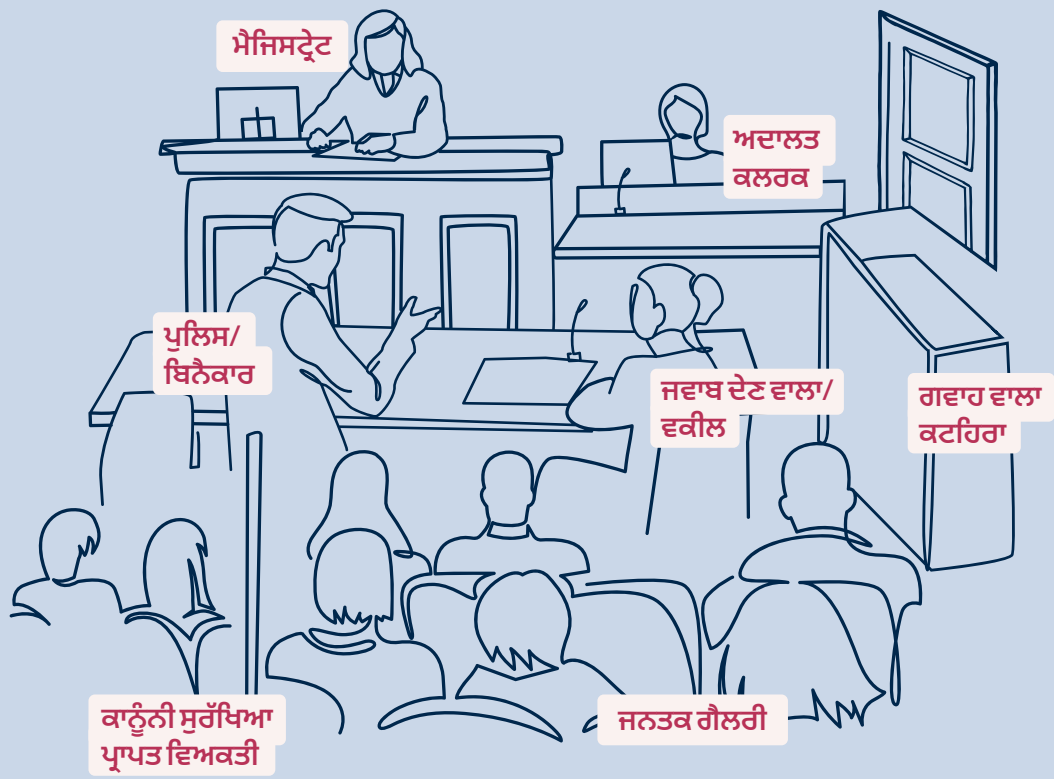 ਮੈਜਿਸਟ੍ਰੇਟ
ਅਦਾਲਤ
ਕਲਰਕ
ਪੁਲਿਸ/
ਬਿਨੈਕਾਰ
ਜਵਾਬ ਦੇਣ ਵਾਲਾ/
ਵਕੀਲ
ਗਵਾਹ ਵਾਲਾ
ਕਟਹਿਰਾ
ਕਾਨੂੰਨੀ ਸੁਰੱਖਿਆ
ਪ੍ਰਾਪਤ ਵਿਅਕਤੀ
ਜਨਤਕ ਗੈਲਰੀ